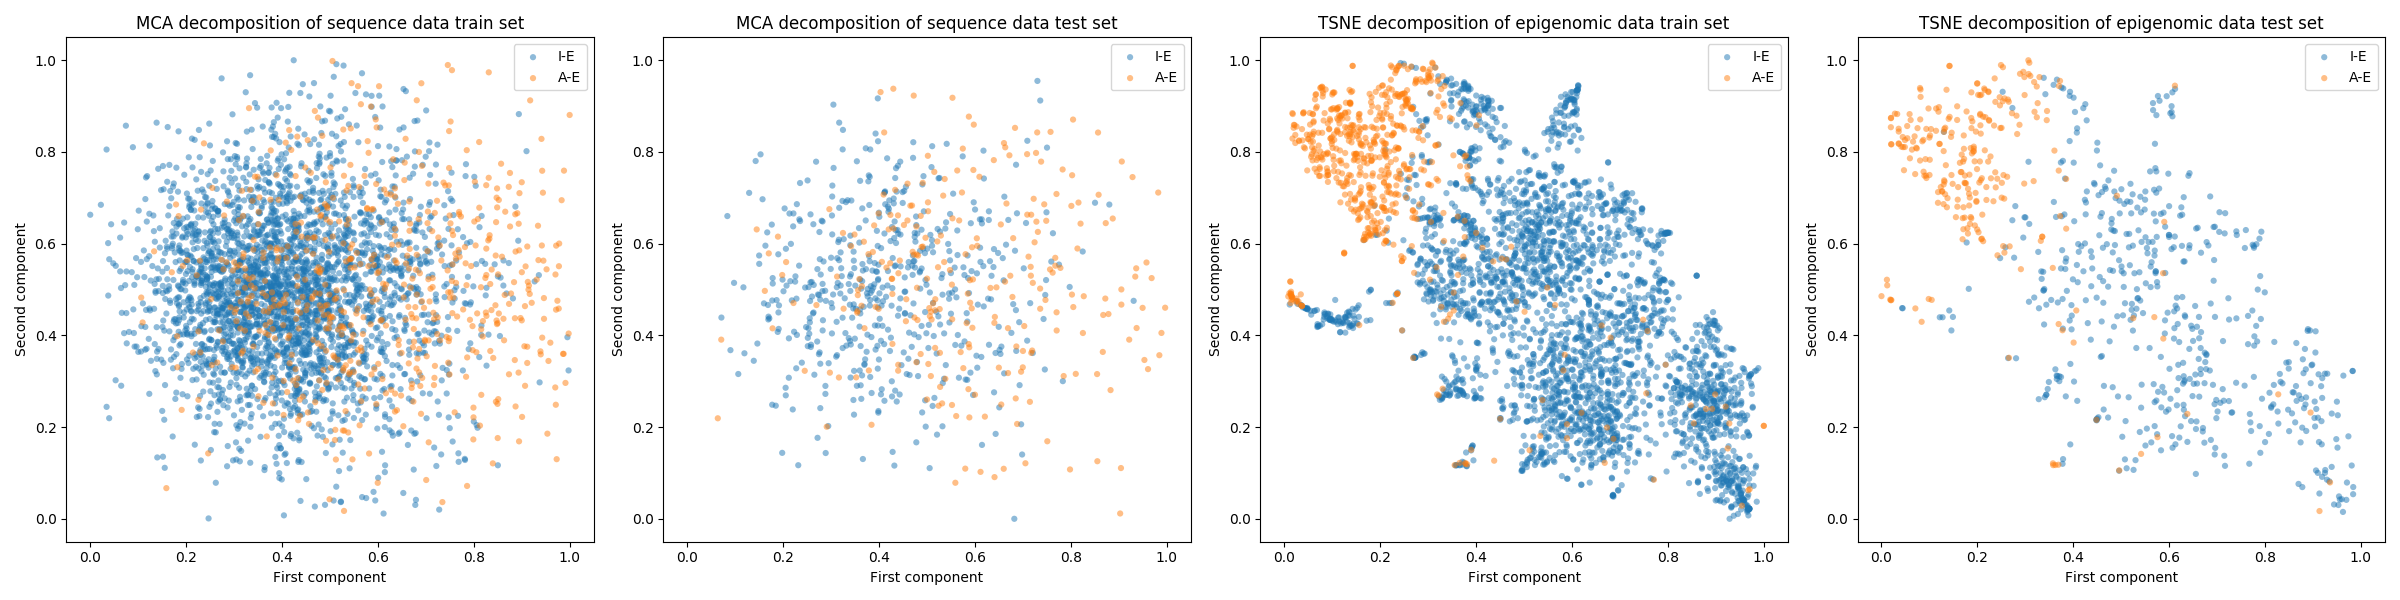 MCA decomposition of sequence data train set
I-E
A-E
1.0
0.8
0.6
0.4
0.2
0.0
Second component
0.0 0.2 0.4 0.6 0.8 1.0
First component
MCA decomposition of sequence data test set
I-E
A-E
1.0
0.8
0.6
0.4
0.2
0.0
Second component
0.0 0.2 0.4 0.6 0.8 1.0
First component
TSNE decomposition of epigenomic data train set
I-E
A-E
1.0
0.8
0.6
0.4
0.2
0.0
Second component
0.0 0.2 0.4 0.6 0.8 1.0
First component
TSNE decomposition of epigenomic data test set
I-E
A-E
1.0
0.8
0.6
0.4
0.2
0.0
Second component
0.0 0.2 0.4 0.6 0.8 1.0
First component